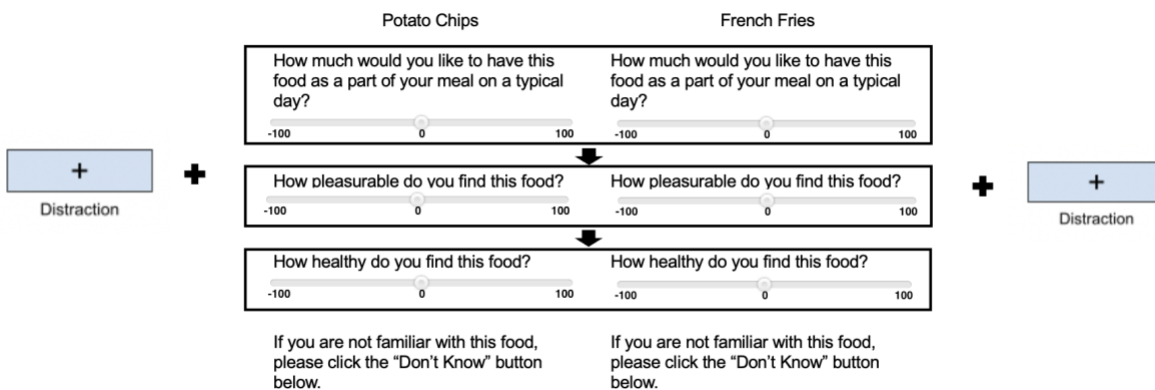 Potato Chips
French Fries
How much would you like to have this
food as a part of your meal on a typical
day?
-100 0 100
How much would you like to have this
food as a part of your meal on a typical
day?
-100 0 100
+
Distraction
+
How pleasurable do you find this food?
-100 0 100
How pleasurable do you find this food?
-100 0 100
+
+
Distraction
How healthy do you find this food?
-100 0 100
How healthy do you find this food?
-100 0 100
If you are not familiar with this food,
please click the “Don’t Know” button
below.
If you are not familiar with this food,
please click the “Don’t Know” button
below.